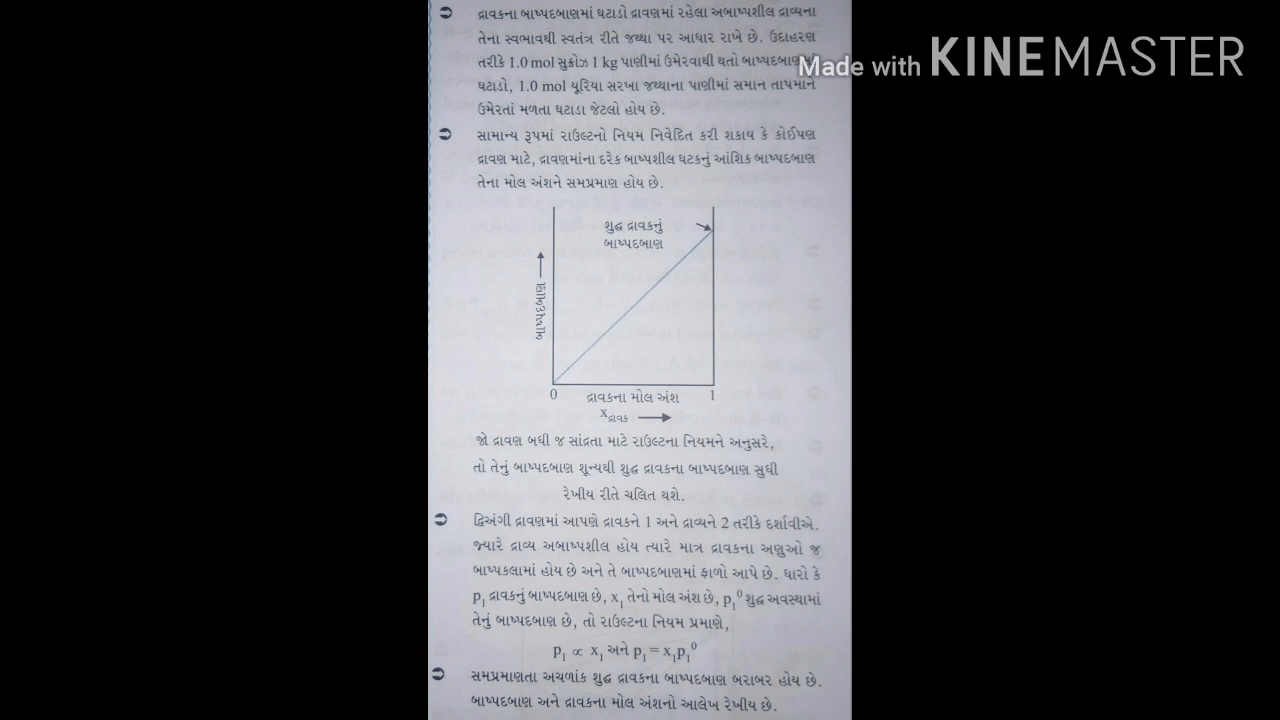 Made with KINEMASTER
➲ દ્રાવકના બાષ્પદબાણમાં ઘટાડો દ્રાવણમાં રહેલા અબાષ્પશીલ દ્રાવ્યના
તેના સ્વભાવથી સ્વતંત્ર રીતે જથ્થા પર આધાર રાખે છે. ઉદાહરણ
તરીકે 1.0 mol સુક્રોઝ 1 kg પાણીમાં ઉમેરવાથી થતો
ઘટાડો, 1.0 mol યૂરિયા સરખા જથ્થાના પાણીમાં સમાન તાપમાને
ઉમેરતાં મળતા ઘટાડા જેટલો હોય છે.
➲ સામાન્ય રૂપમાં રાઉલ્ટનો નિયમ નિવેદિત કરી શકાય કે કોઈપણ
દ્રાવણ માટે, દ્રાવણમાંના દરેક બાષ્પશીલ ઘટકનું આંશિક બાષ્પદબાણ
તેના મોલ અંશને સમપ્રમાણ હોય છે.
શુદ્ધ દ્રાવકનું
બાષ્પદબાણ
બાષ્પદબાણ ⟶
0 દ્રાવકના મોલ અંશ 1
x દ્રાવક ⟶
જો દ્રાવણ બધી જ સાંદ્રતા માટે રાઉલ્ટના નિયમને અનુસરે,
તો તેનું બાષ્પદબાણ શૂન્યથી શુદ્ધ દ્રાવકના બાષ્પદબાણ સુધી
રેખીય રીતે ચલિત થશે.
➲ દ્વિઅંગી દ્રાવણમાં આપણે દ્રાવકને 1 અને દ્રાવ્યને 2 તરીકે દર્શાવીએ.
જ્યારે દ્રાવ્ય અબાષ્પશીલ હોય ત્યારે માત્ર દ્રાવકના અણુઓ જ
બાષ્પકલામાં હોય છે અને તે બાષ્પદબાણમાં ફાળો આપે છે. ધારો કે
p₁ દ્રાવકનું બાષ્પદબાણ છે, x₁ તેનો મોલ અંશ છે, p₁⁰ શુદ્ધ અવસ્થામાં
તેનું બાષ્પદબાણ છે, તો રાઉલ્ટના નિયમ પ્રમાણે,
p₁ ∝ x₁ અને p₁ = x₁p₁⁰
➲ સમપ્રમાણતા અચળાંક શુદ્ધ દ્રાવકના બાષ્પદબાણ બરાબર હોય છે.
બાષ્પદબાણ અને દ્રાવકના મોલ અંશનો આલેખ રેખીય છે.